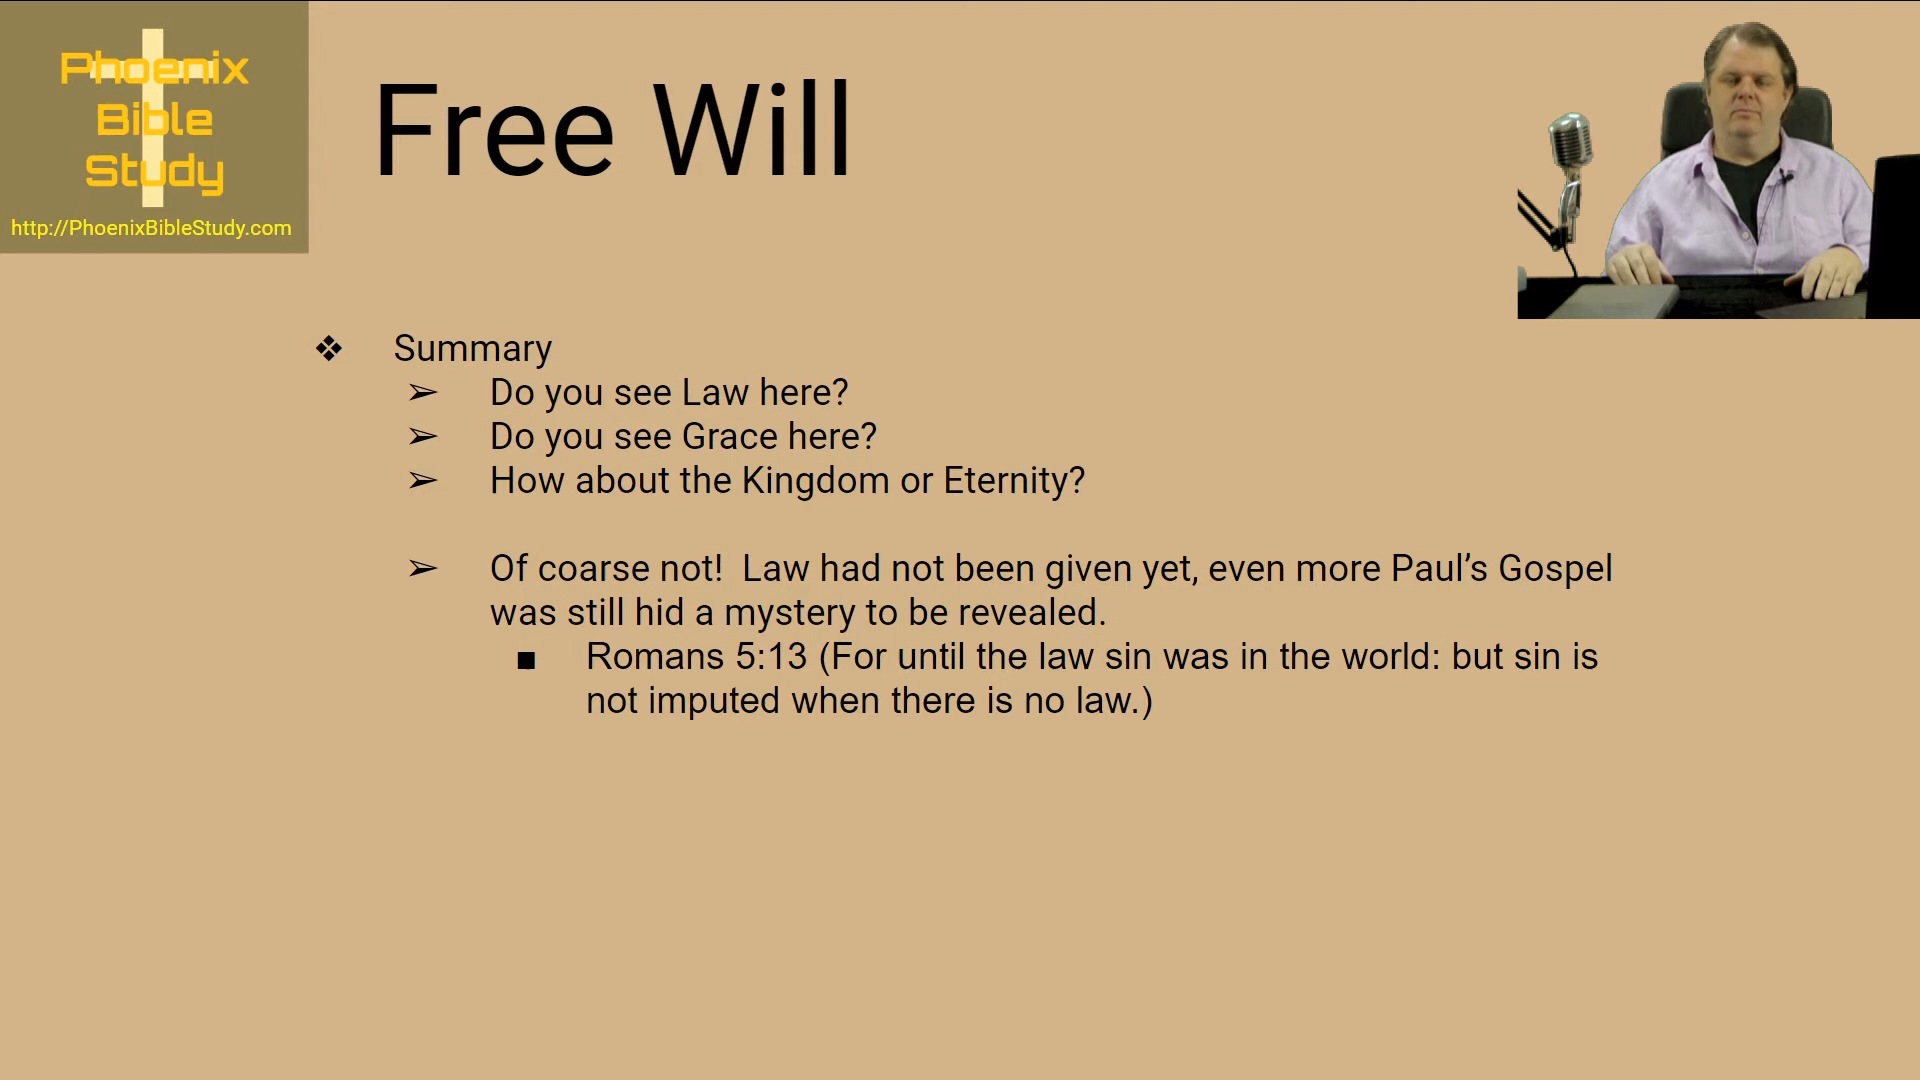 Phoenix
Bible
Study
http://PhoenixBibleStudy.com
Free Will
❖ Summary
➢ Do you see Law here?
➢ Do you see Grace here?
➢ How about the Kingdom or Eternity?
➢ Of coarse not!  Law had not been given yet, even more Paul’s Gospel
was still hid a mystery to be revealed.
■ Romans 5:13 (For until the law sin was in the world: but sin is
not imputed when there is no law.)